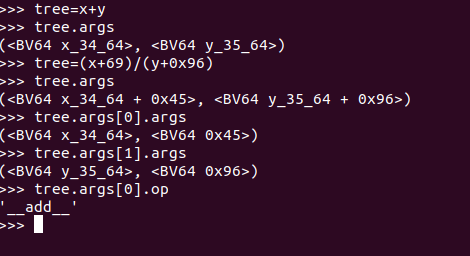 >>> tree=x+y
>>> tree.args
(<BV64 x_34_64>, <BV64 y_35_64>)
>>> tree=(x+69)/(y+0x96)
>>> tree.args
(<BV64 x_34_64 + 0x45>, <BV64 y_35_64 + 0x96>)
>>> tree.args[0].args
(<BV64 x_34_64>, <BV64 0x45>)
>>> tree.args[1].args
(<BV64 y_35_64>, <BV64 0x96>)
>>> tree.args[0].op
'__add__'
>>>